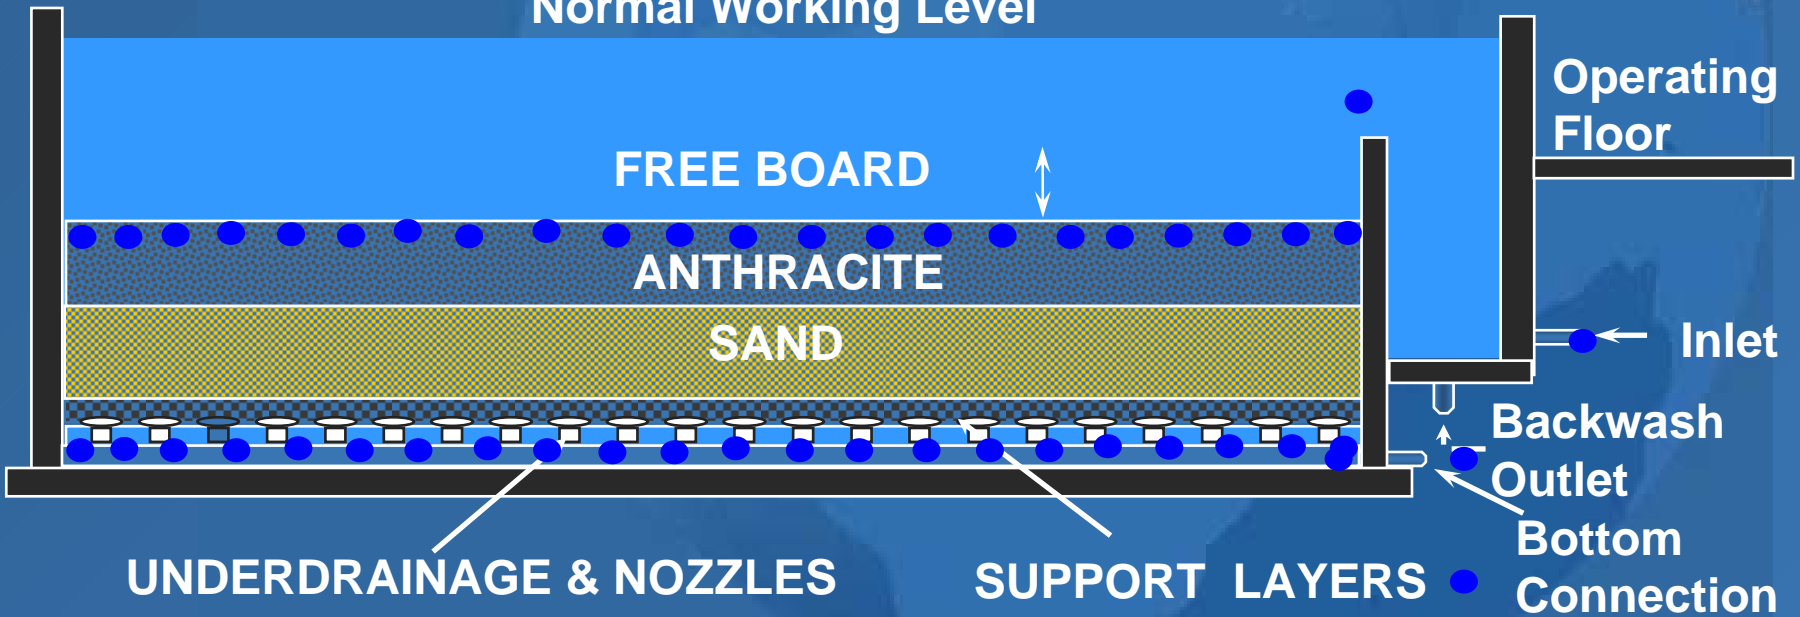 Normal Working Level
Operating
Floor
FREE BOARD
ANTHRACITE
SAND
Inlet
Backwash
Outlet
Bottom
Connection
UNDERDRAINAGE & NOZZLES
SUPPORT LAYERS